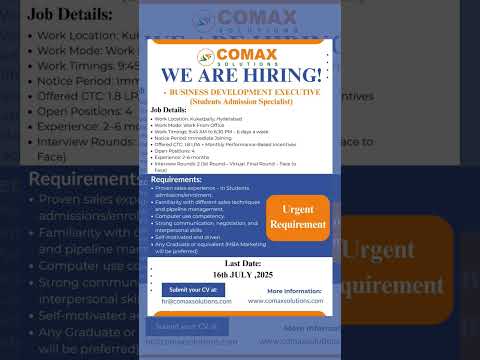 COMAX
SOLUTIONS
WE ARE HIRING!
• BUSINESS DEVELOPMENT EXECUTIVE
(Students Admission Specialist)
Job Details:
• Work Location: Kukatpally, Hyderabad
• Work Mode: Work From Office
• Work Timings: 9:45 AM to 6:30 PM - 6 days a week
• Notice Period: Immediate Joining
• Offered CTC: 1.8 LPA + Monthly Performance-Based Incentives
• Open Positions: 4
• Experience: 2-6 months
• Interview Rounds: 2 (1st Round – Virtual, Final Round – Face to
Face)
Requirements:
• Proven sales experience – in Students
admissions/enrolment.
• Familiarity with different sales techniques
and pipeline management.
• Computer use competency.
• Strong communication, negotiation, and
interpersonal skills
• Self-motivated and driven
• Any Graduate or equivalent (MBA Marketing
will be preferred)
Urgent
Requirement
Last Date:
16th JULY ,2025
Submit your CV at:
hr@comaxsolutions.com
More Information:
www.comaxsolutions.com